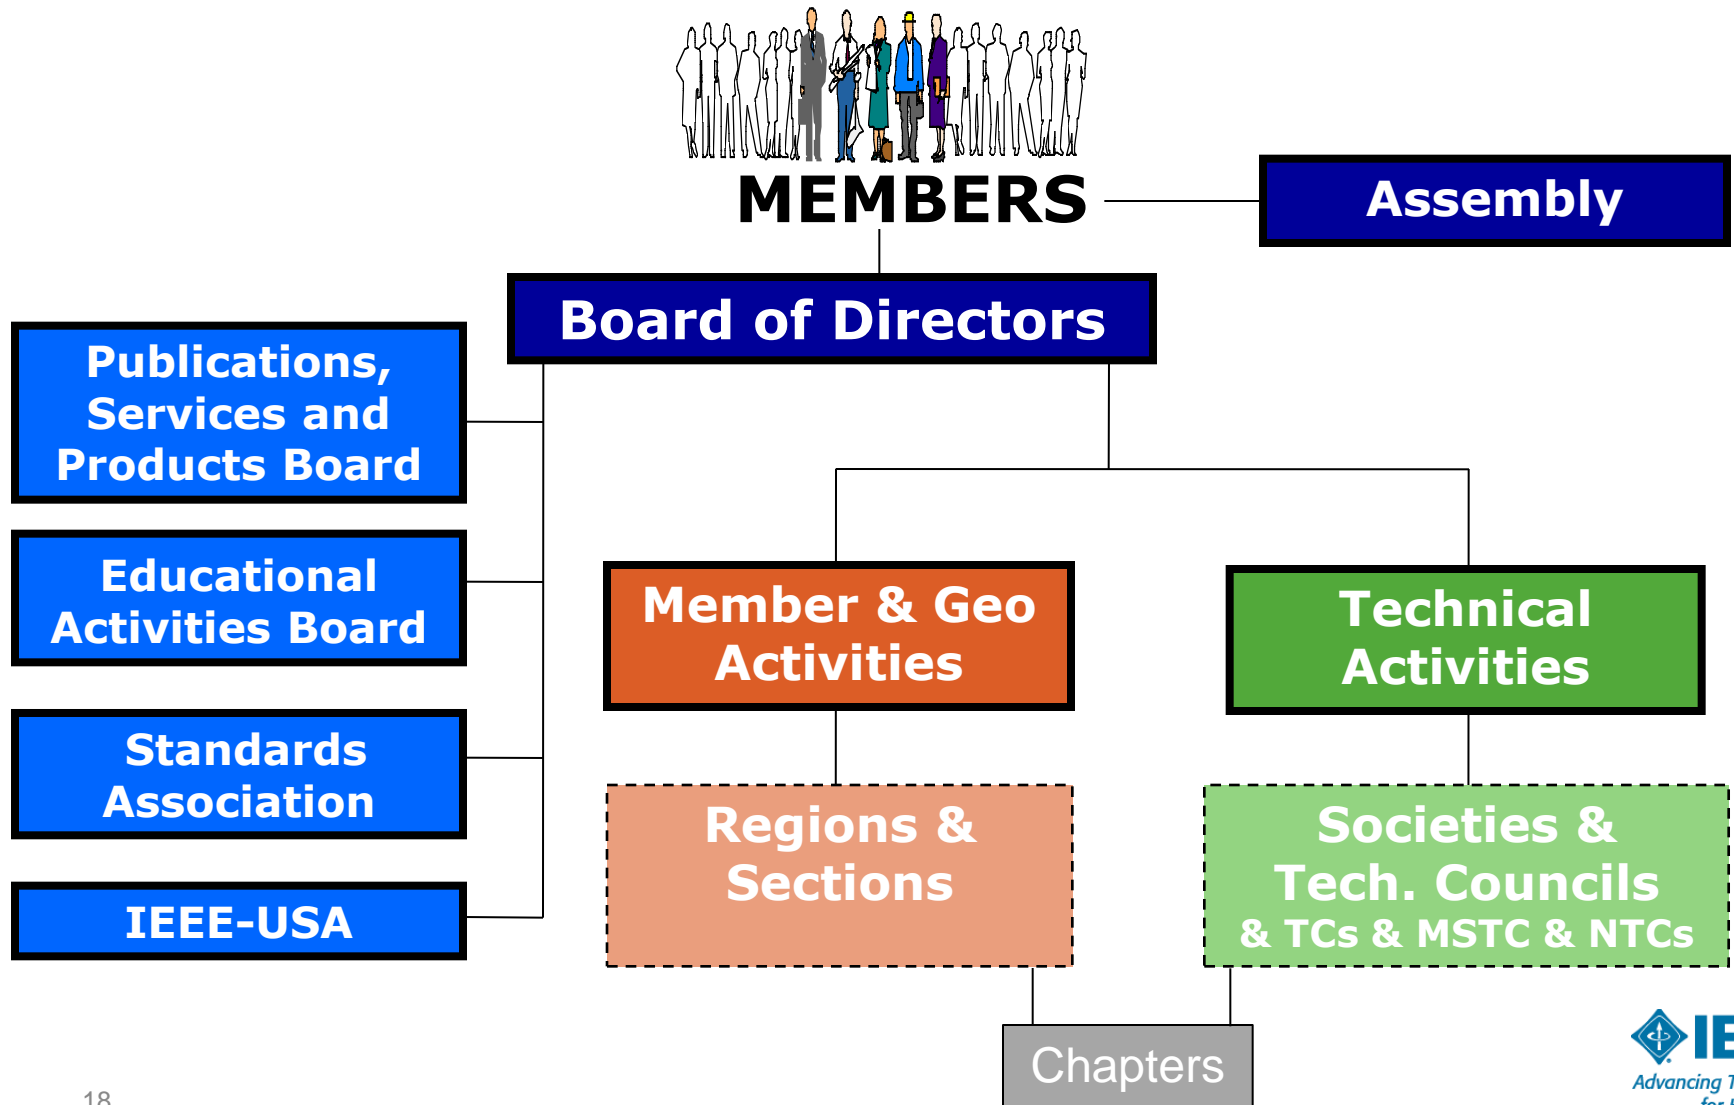 MEMBERS
Assembly
Board of Directors
Publications,
Services and
Products Board
Educational
Activities Board
Standards
Association
IEEE-USA
Member & Geo
Activities
Technical
Activities
Regions &
Sections
Societies &
Tech. Councils
& TCs & MSTC & NTCs
Chapters
18
Advancing